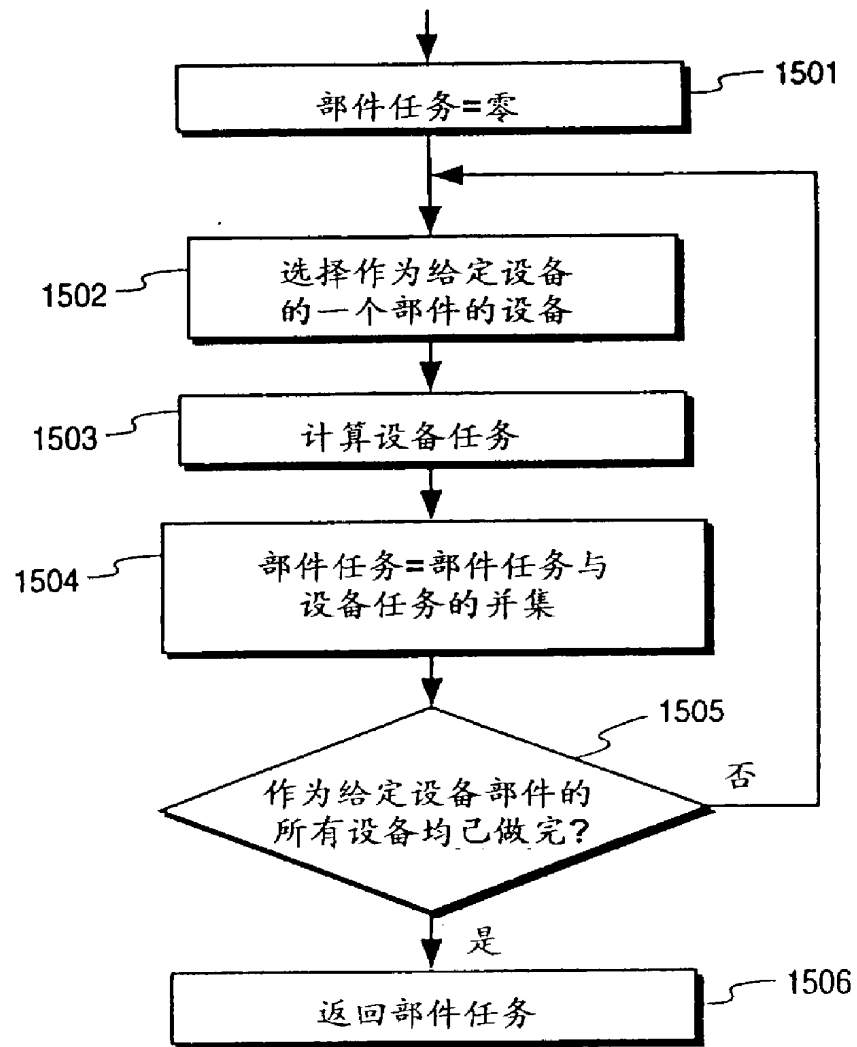 部件任务=零
1501
选择作为给定设备
的一个部件的设备
1502
计算设备任务
1503
部件任务=部件任务与
设备任务的并集
1504
1505
作为给定设备部件的
所有设备均已做完?
否
是
返回部件任务
1506